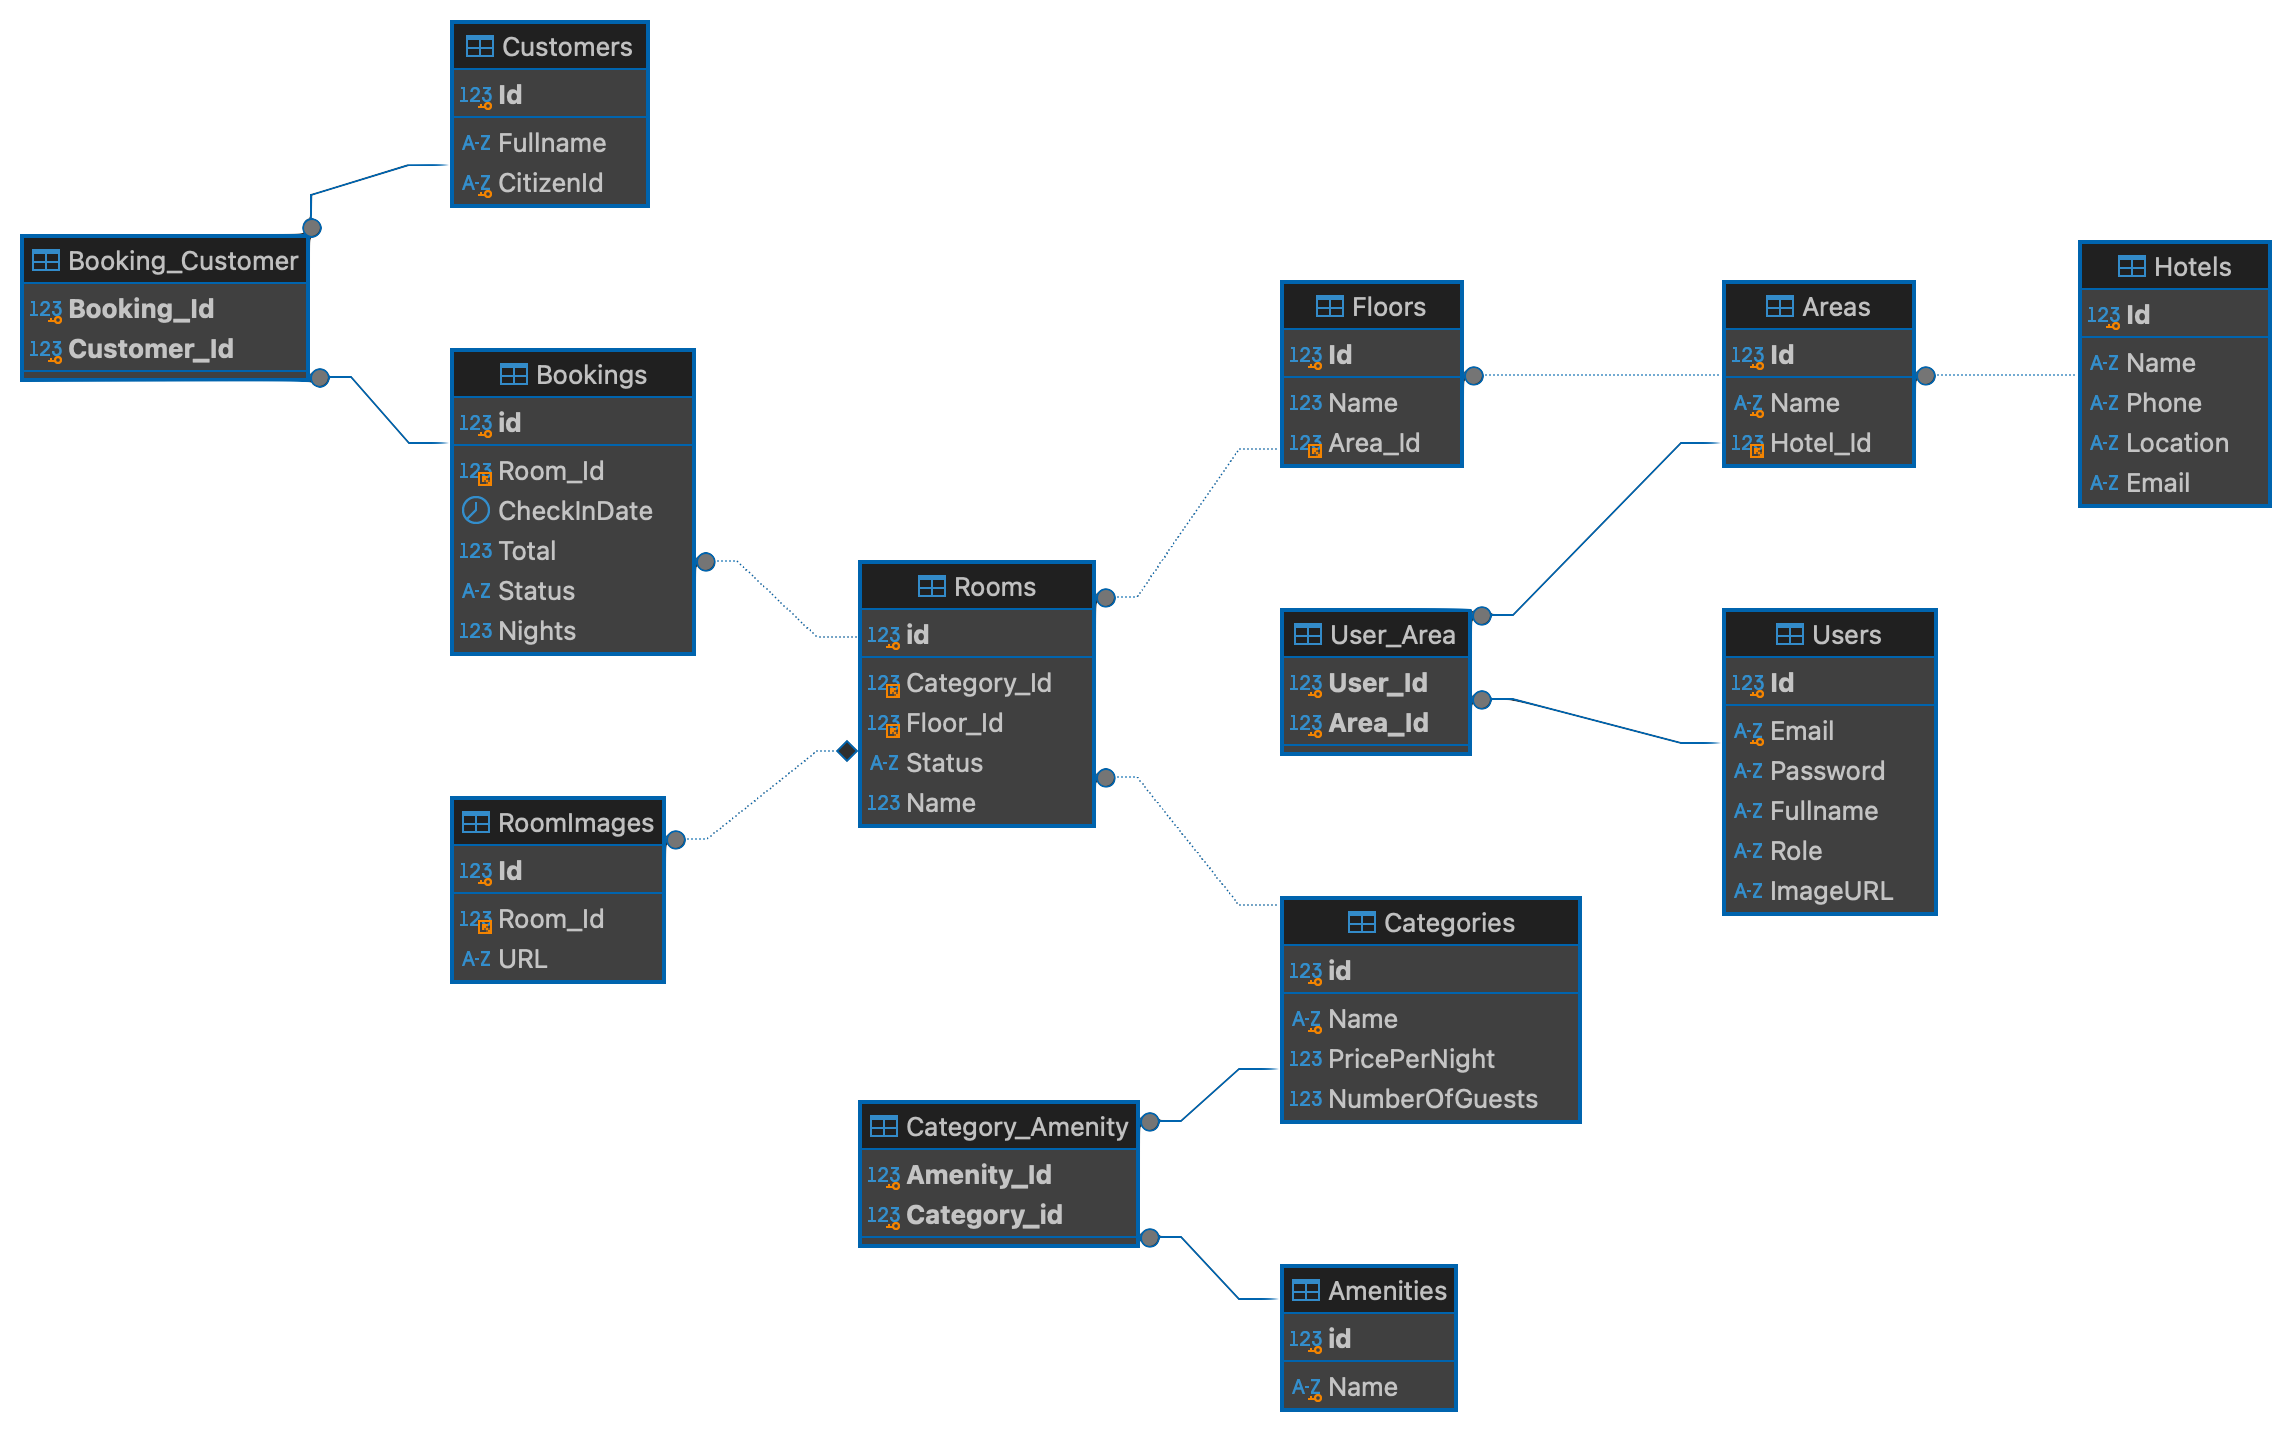 Customers
123 Id
A-Z Fullname
A-Z CitizenId
Booking_Customer
123 Booking_Id
123 Customer_Id
Bookings
123 id
123 Room_Id
CheckInDate
123 Total
A-Z Status
123 Nights
RoomImages
123 Id
123 Room_Id
A-Z URL
Rooms
123 id
123 Category_Id
123 Floor_Id
A-Z Status
123 Name
Floors
123 Id
123 Name
123 Area_Id
Areas
123 Id
A-Z Name
123 Hotel_Id
Hotels
123 Id
A-Z Name
A-Z Phone
A-Z Location
A-Z Email
User_Area
123 User_Id
123 Area_Id
Users
123 Id
A-Z Email
A-Z Password
A-Z Fullname
A-Z Role
A-Z ImageURL
Categories
123 id
A-Z Name
123 PricePerNight
123 NumberOfGuests
Category_Amenity
123 Amenity_Id
123 Category_id
Amenities
123 id
A-Z Name